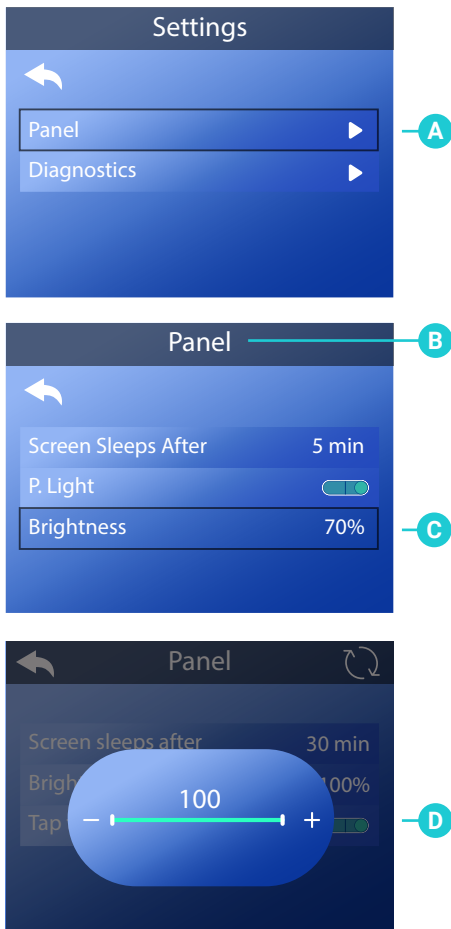 Settings
Panel
A
Diagnostics
Panel
B
Screen Sleeps After 5 min
P. Light
Brightness 70%
C
Panel
Screen sleeps after 30 min
Brigh 100%
100
Tap
D